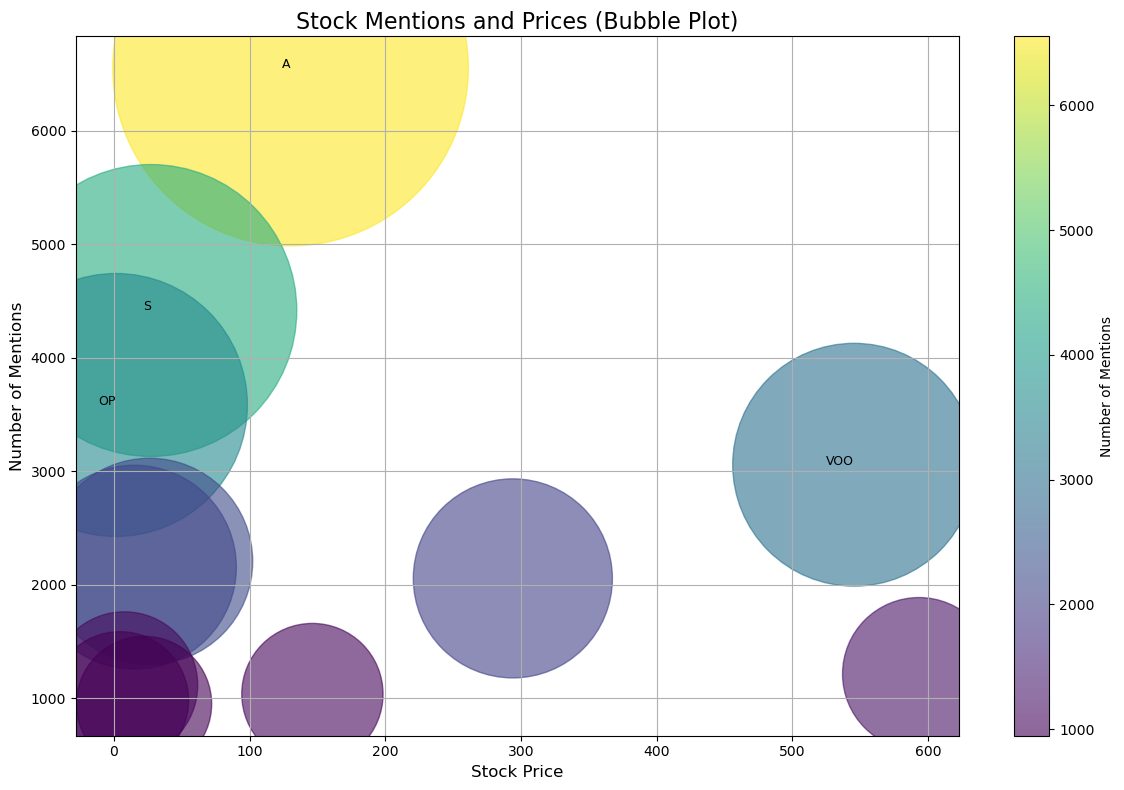 Stock Mentions and Prices (Bubble Plot)
A
S
OP
VOO
6000
5000
4000
3000
2000
1000
Number of Mentions
0 100 200 300 400 500 600
Stock Price
6000
5000
4000
3000
2000
1000
Number of Mentions